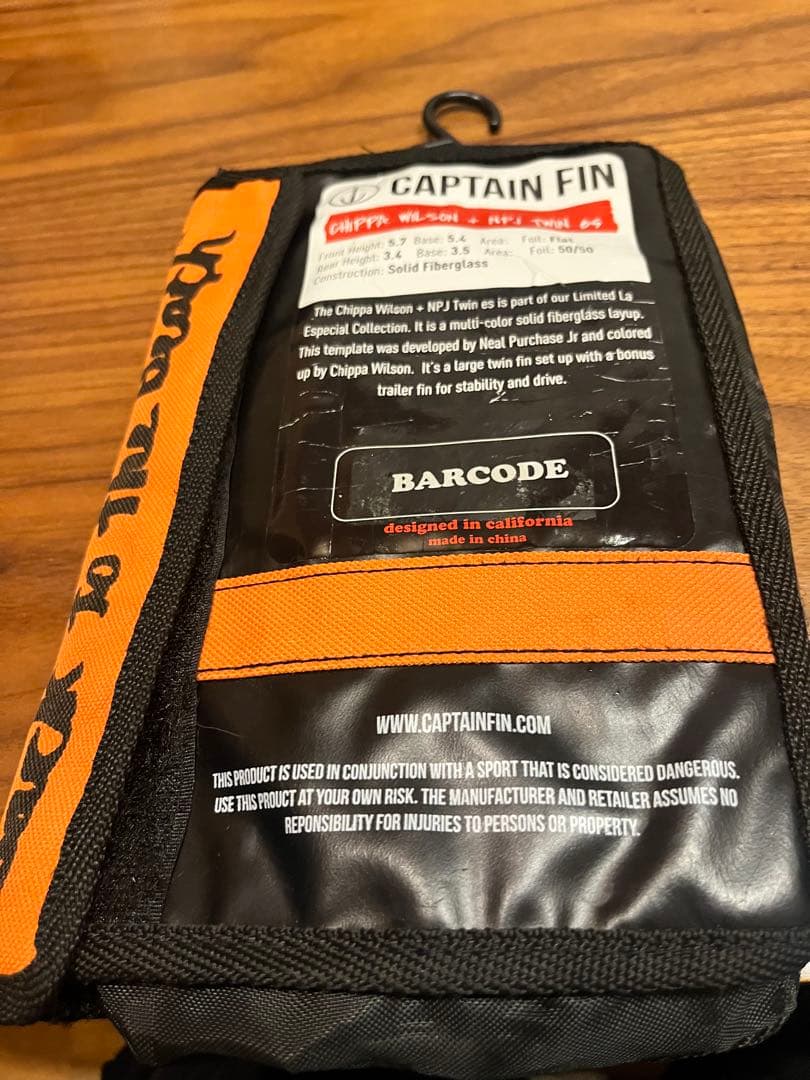 CAPTAIN FIN
CHIPPA WILSON + NPJ TWIN es
Front Height: 5.7 Base: 5.4 Area: Foil: Flat
Rear Height: 3.4 Base: 3.5 Area: Foil: 50/50
Construction: Solid Fiberglass
The Chippa Wilson + NPJ Twin es is part of our Limited La
Especial Collection. It is a multi-color solid fiberglass layup.
This template was developed by Neal Purchase Jr and colored
up by Chippa Wilson. It's a large twin fin set up with a bonus
trailer fin for stability and drive.
BARCODE
designed in california
made in china
WWW.CAPTAINFIN.COM
THIS PRODUCT IS USED IN CONJUNCTION WITH A SPORT THAT IS CONSIDERED DANGEROUS.
USE THIS PROUCT AT YOUR OWN RISK. THE MANUFACTURER AND RETAILER ASSUMES NO
REPONSIBILITY FOR INJURIES TO PERSONS OR PROPERTY.
to the